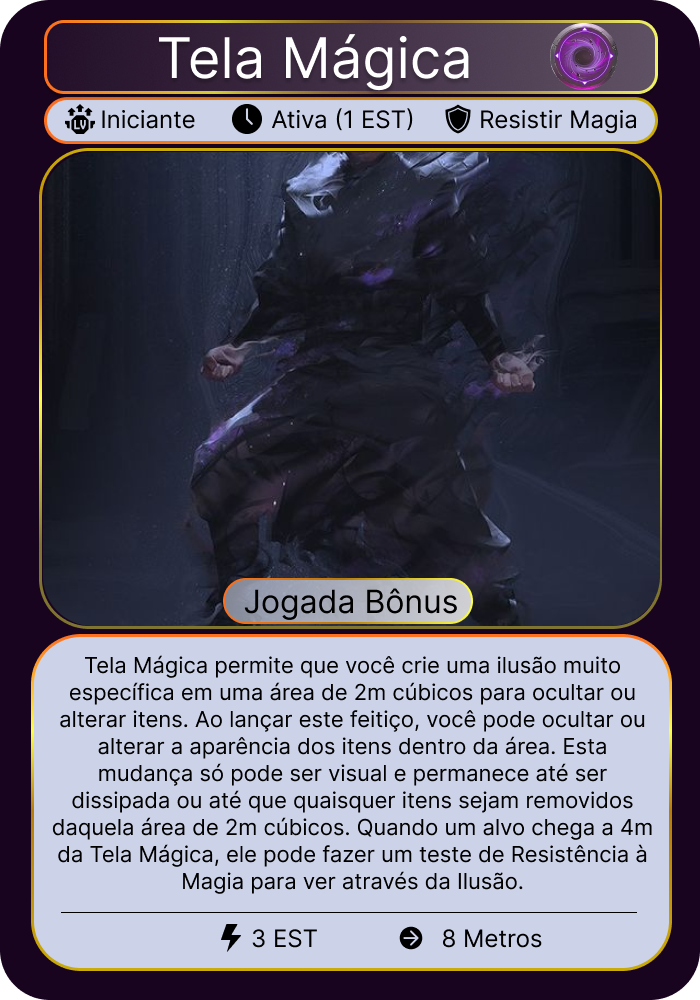 Tela Mágica
LV Iniciante Ativa (1 EST) Resistir Magia
Jogada Bônus
Tela Mágica permite que você crie uma ilusão muito
específica em uma área de 2m cúbicos para ocultar ou
alterar itens. Ao lançar este feitiço, você pode ocultar ou
alterar a aparência dos itens dentro da área. Esta
mudança só pode ser visual e permanece até ser
dissipada ou até que quaisquer itens sejam removidos
daquela área de 2m cúbicos. Quando um alvo chega a 4m
da Tela Mágica, ele pode fazer um teste de Resistência à
Magia para ver através da Ilusão.
3 EST 8 Metros